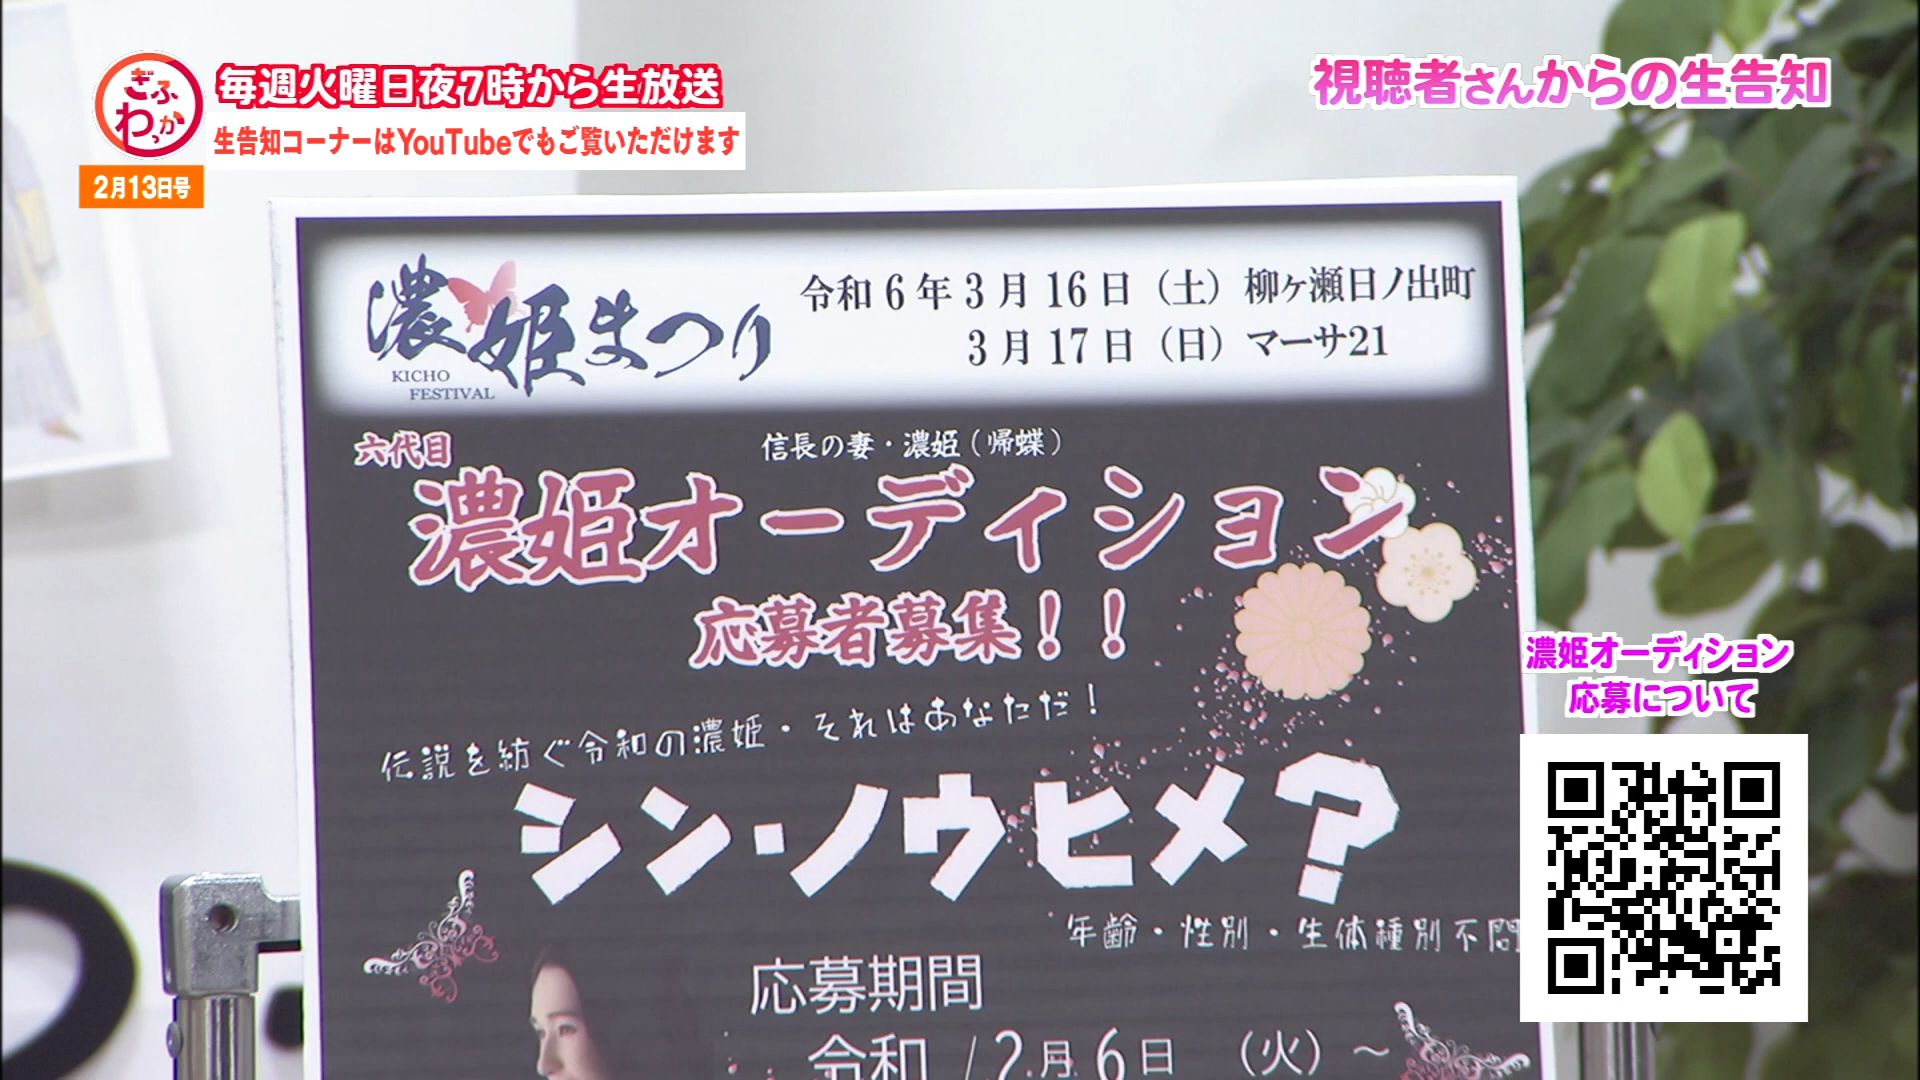 ぎふわっか
毎週火曜日夜7時から生放送
生告知コーナーはYouTubeでもご覧いただけます
2月13日号
視聴者さんからの生告知
濃姫まつり
KICHO
FESTIVAL
令和6年3月16日（土）柳ヶ瀬日ノ出町
3月17日（日）マーサ21
六代目
信長の妻・濃姫（帰蝶）
濃姫オーディション
応募者募集！！
伝説を紡ぐ令和の濃姫・それはあなただ！
シン・ノウヒメ？
年齢・性別・生体種別不問
応募期間
令和 /2月6日（火）～
濃姫オーディション
応募について